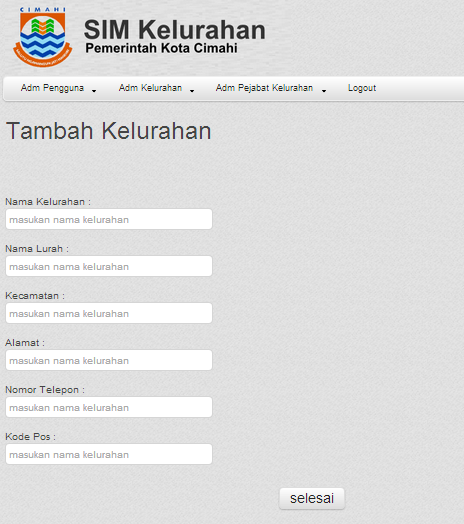 CIMAHI
SIM Kelurahan
Pemerintah Kota Cimahi
Adm Pengguna Adm Kelurahan Adm Pejabat Kelurahan Logout
Tambah Kelurahan
Nama Kelurahan :
masukan nama kelurahan
Nama Lurah :
masukan nama kelurahan
Kecamatan :
masukan nama kelurahan
Alamat :
masukan nama kelurahan
Nomor Telepon :
masukan nama kelurahan
Kode Pos :
masukan nama kelurahan
selesai